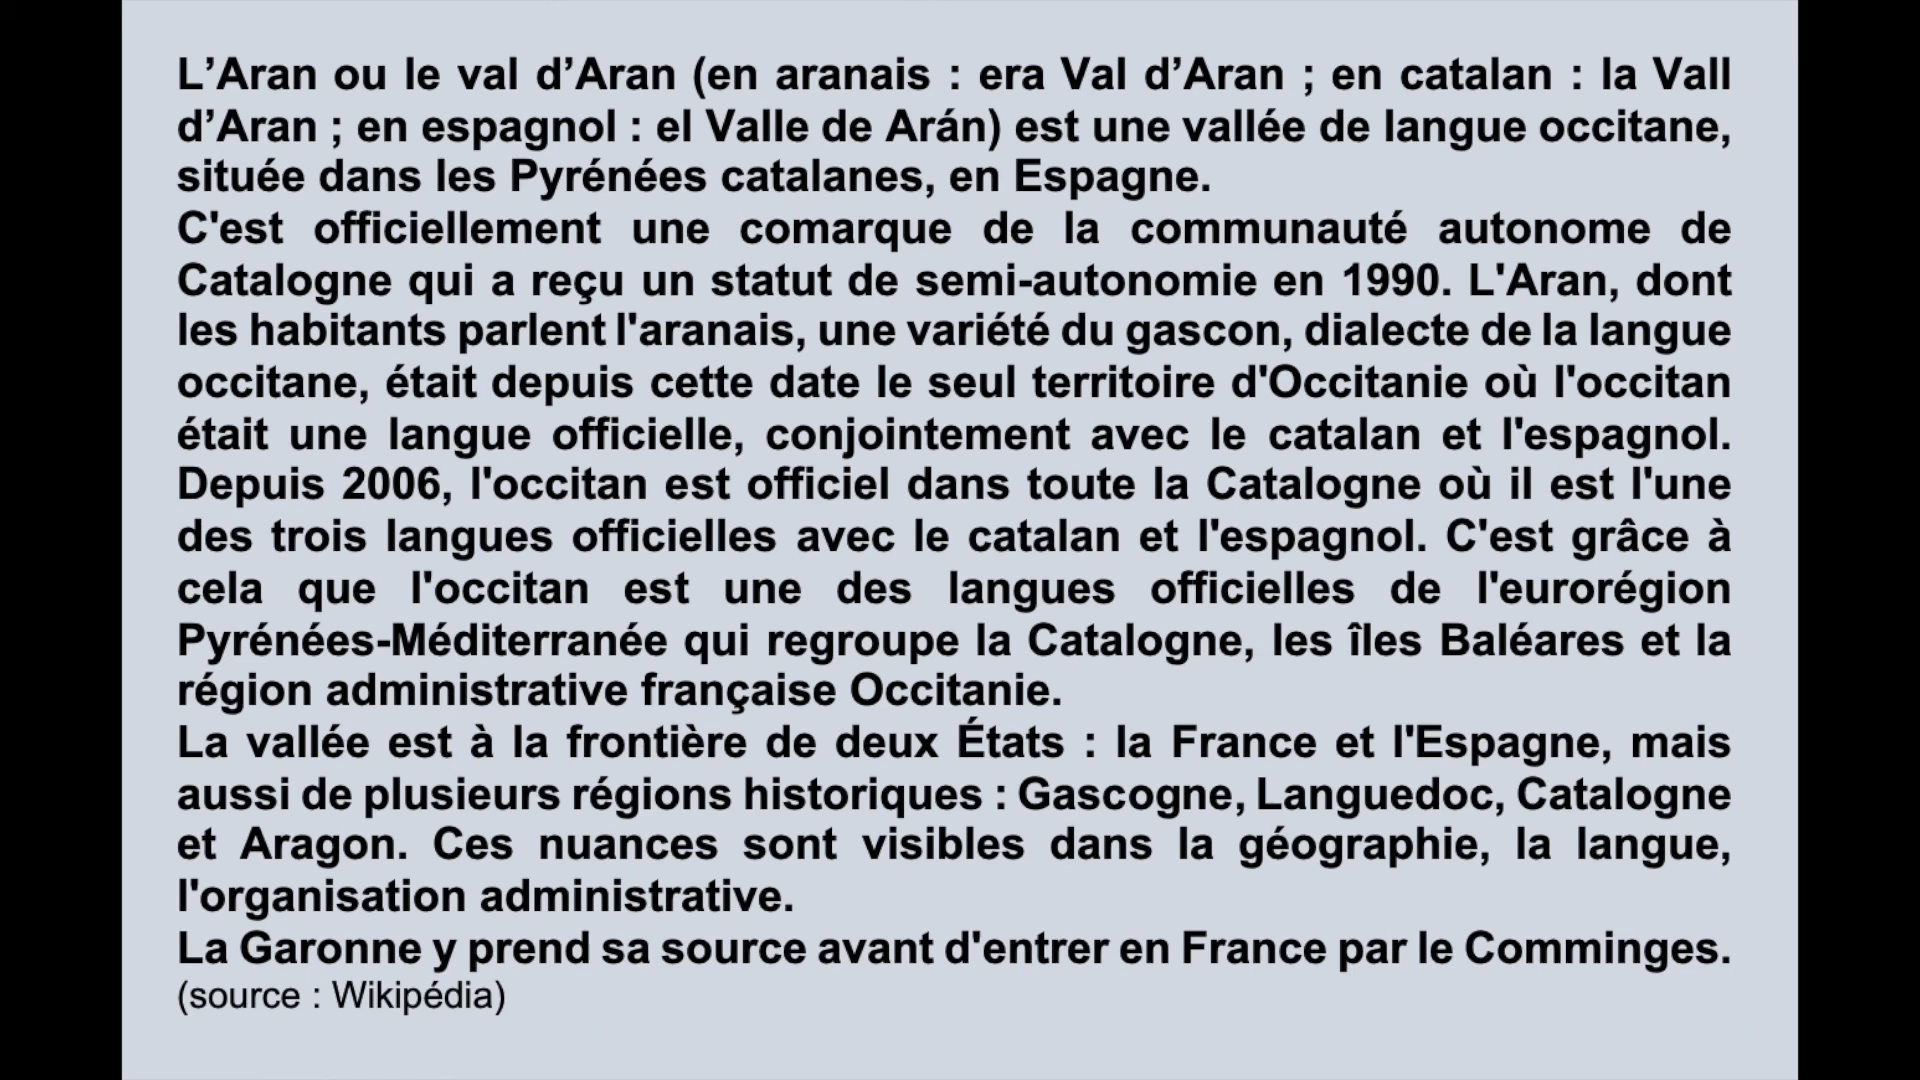 L’Aran ou le val d’Aran (en aranais : era Val d’Aran ; en catalan : la Vall
d’Aran ; en espagnol : el Valle de Arán) est une vallée de langue occitane,
située dans les Pyrénées catalanes, en Espagne.
C'est officiellement une comarque de la communauté autonome de
Catalogne qui a reçu un statut de semi-autonomie en 1990. L'Aran, dont
les habitants parlent l'aranais, une variété du gascon, dialecte de la langue
occitane, était depuis cette date le seul territoire d'Occitanie où l'occitan
était une langue officielle, conjointement avec le catalan et l'espagnol.
Depuis 2006, l'occitan est officiel dans toute la Catalogne où il est l'une
des trois langues officielles avec le catalan et l'espagnol. C'est grâce à
cela que l'occitan est une des langues officielles de l'eurorégion
Pyrénées-Méditerranée qui regroupe la Catalogne, les îles Baléares et la
région administrative française Occitanie.
La vallée est à la frontière de deux États : la France et l'Espagne, mais
aussi de plusieurs régions historiques : Gascogne, Languedoc, Catalogne
et Aragon. Ces nuances sont visibles dans la géographie, la langue,
l'organisation administrative.
La Garonne y prend sa source avant d'entrer en France par le Comminges.
(source : Wikipédia)